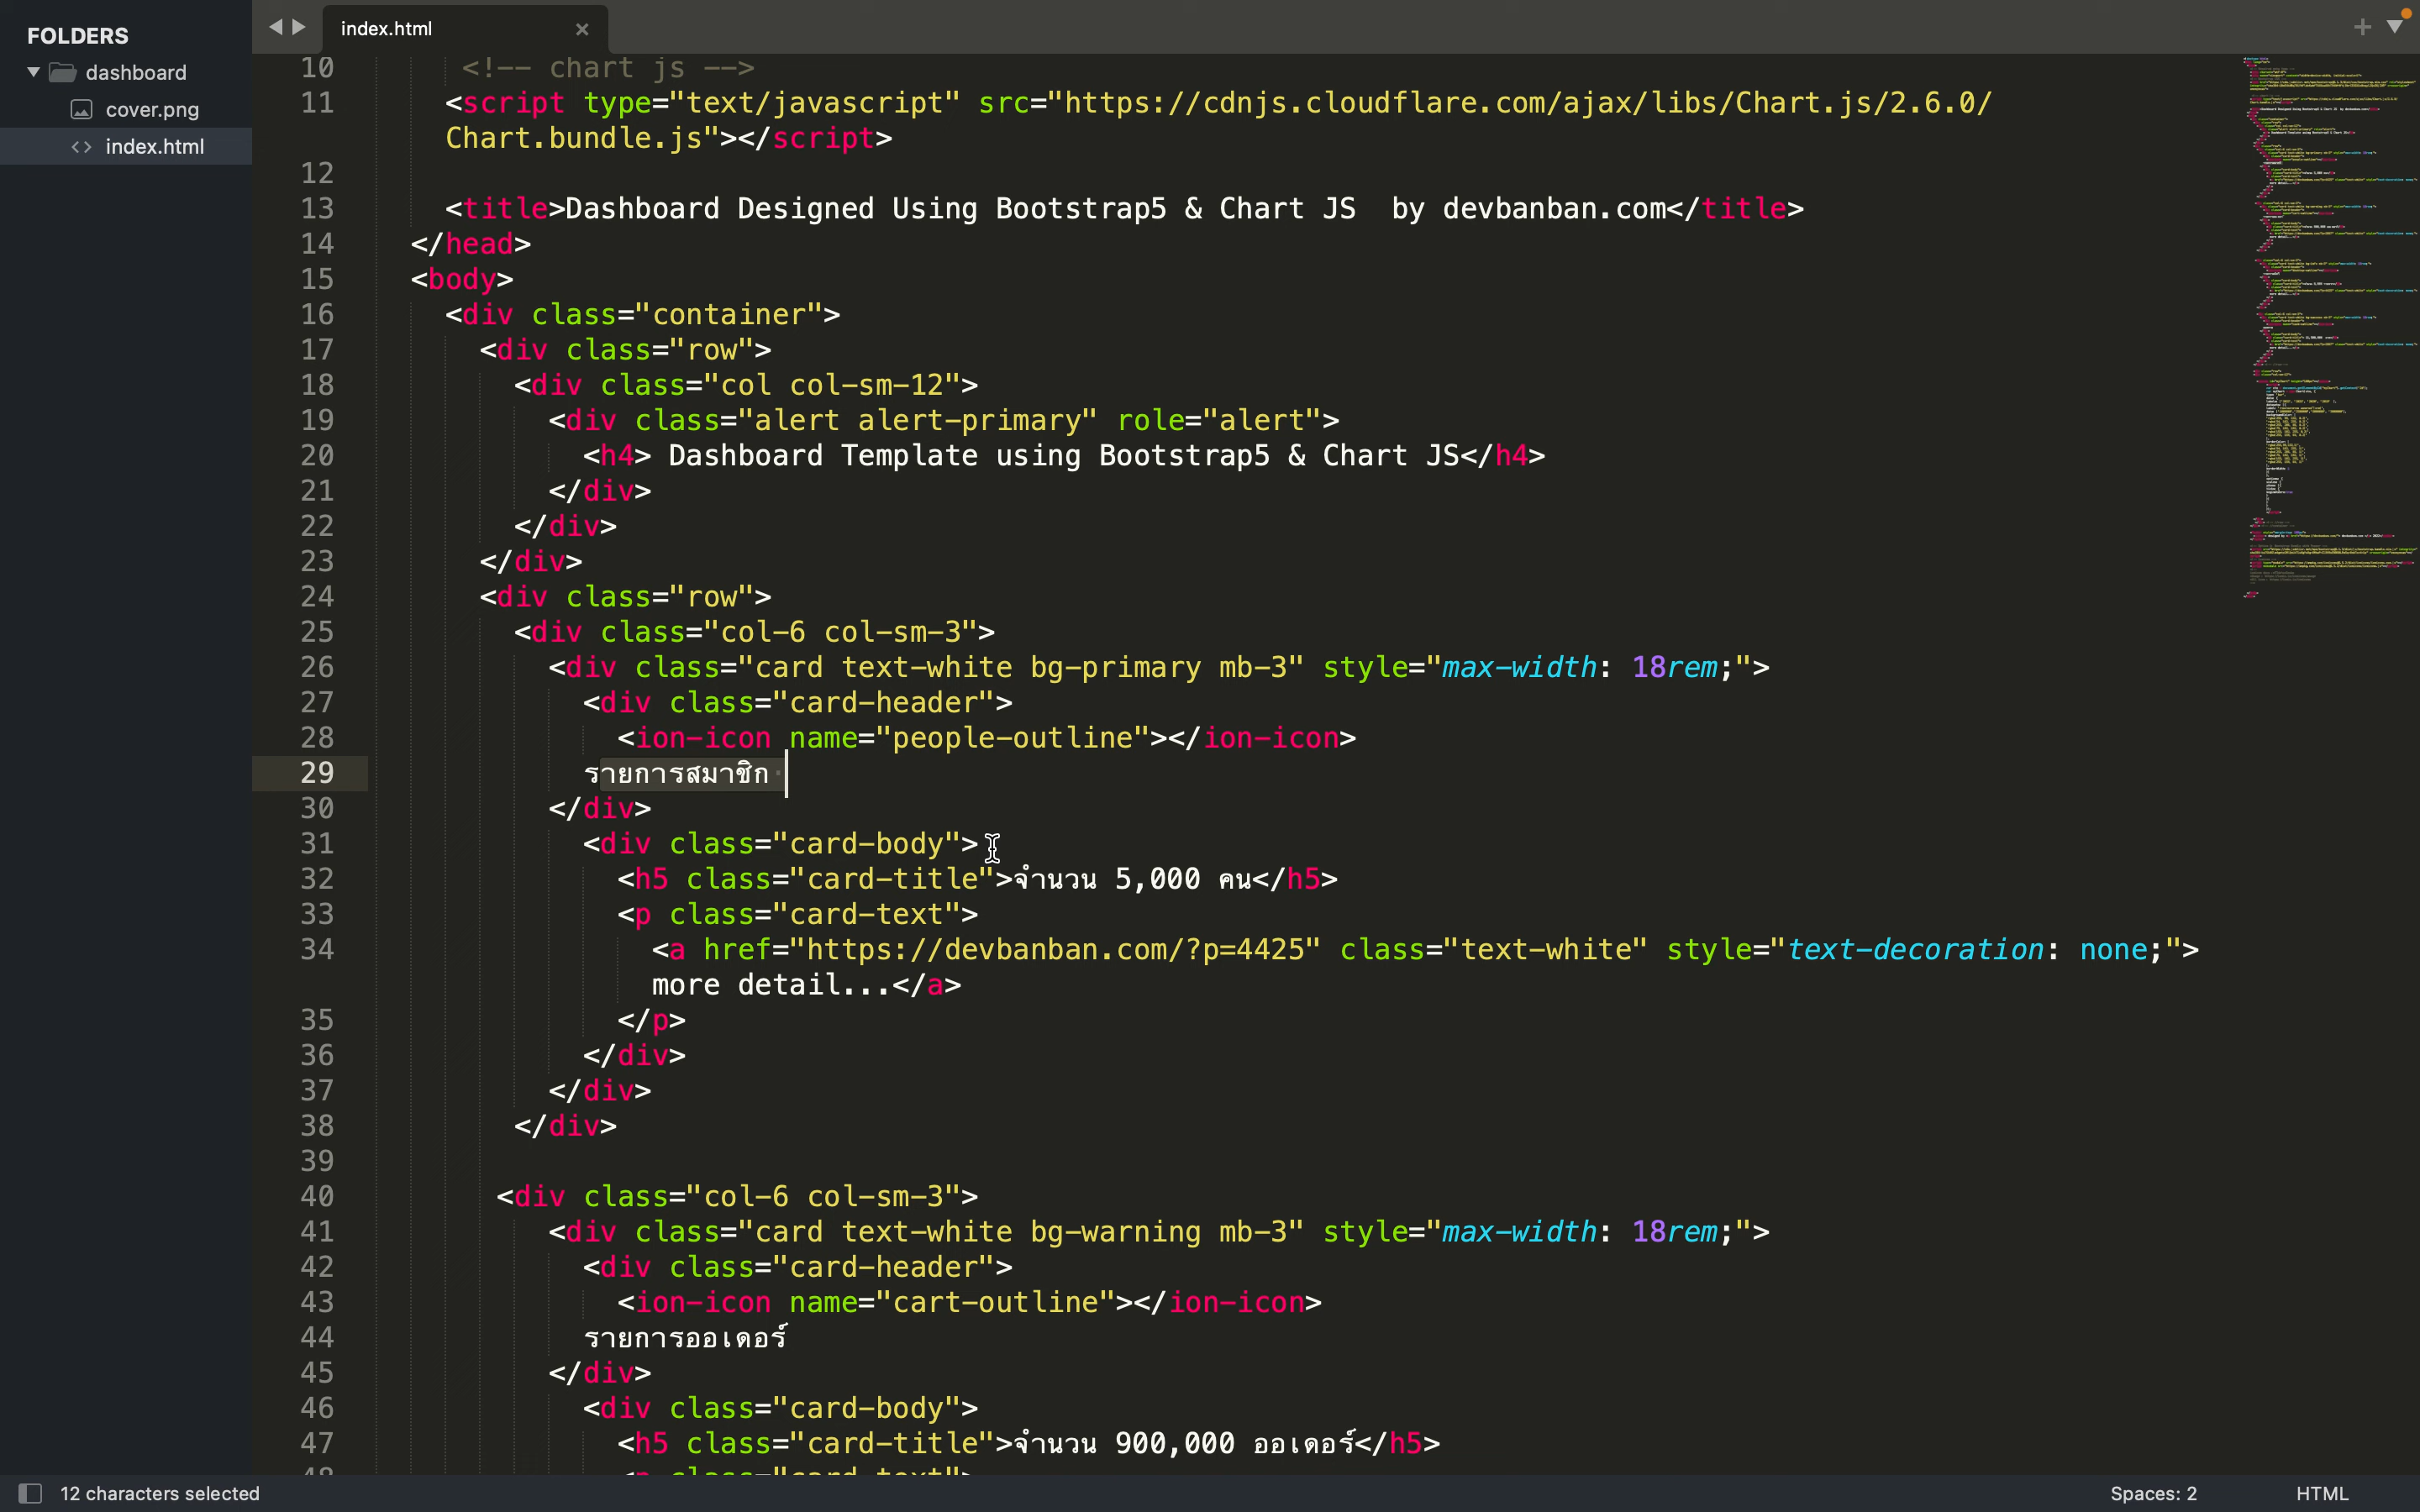 FOLDERS
dashboard
cover.png
<> index.html
index.html
10 <!-- chart js -->
11 <script type="text/javascript" src="https://cdnjs.cloudflare.com/ajax/libs/Chart.js/2.6.0/
Chart.bundle.js"></script>
12
13 <title>Dashboard Designed Using Bootstrap5 & Chart JS  by devbanban.com</title>
14 </head>
15 <body>
16 <div class="container">
17 <div class="row">
18 <div class="col col-sm-12">
19 <div class="alert alert-primary" role="alert">
20 <h4> Dashboard Template using Bootstrap5 & Chart JS</h4>
21 </div>
22 </div>
23 </div>
24 <div class="row">
25 <div class="col-6 col-sm-3">
26 <div class="card text-white bg-primary mb-3" style="max-width: 18rem;">
27 <div class="card-header">
28 <ion-icon name="people-outline"></ion-icon>
29 รายการสมาชิก
30 </div>
31 <div class="card-body">
32 <h5 class="card-title">จำนวน 5,000 คน</h5>
33 <p class="card-text">
34 <a href="https://devbanban.com/?p=4425" class="text-white" style="text-decoration: none;">
more detail...</a>
35 </p>
36 </div>
37 </div>
38 </div>
39
40 <div class="col-6 col-sm-3">
41 <div class="card text-white bg-warning mb-3" style="max-width: 18rem;">
42 <div class="card-header">
43 <ion-icon name="cart-outline"></ion-icon>
44 รายการออเดอร์
45 </div>
46 <div class="card-body">
47 <h5 class="card-title">จำนวน 900,000 ออเดอร์</h5>
48 <p class="card-text">
12 characters selected
Spaces: 2
HTML